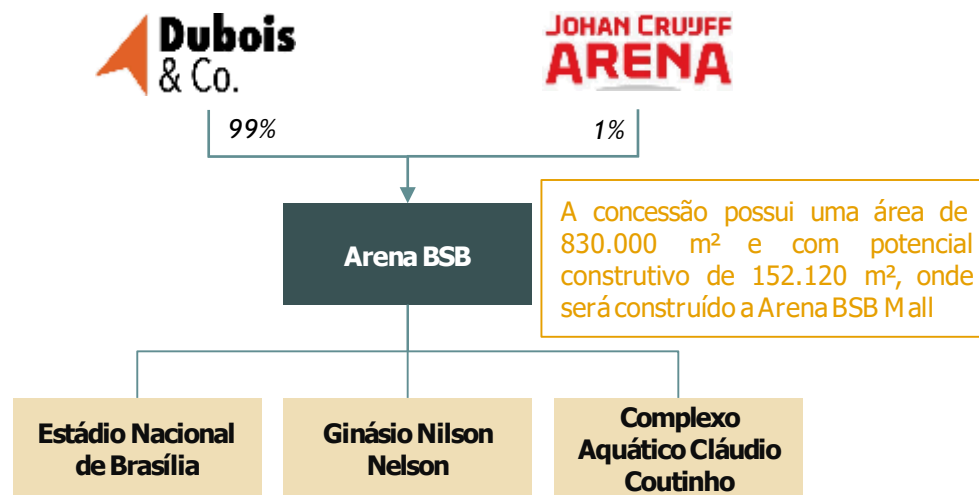 Dubois
& Co.
JOHAN CRUIJFF
ARENA
99%
1%
Arena BSB
A concessão possui uma área de
830.000 m² e com potencial
construtivo de 152.120 m², onde
será construído a Arena BSB Mall
Estádio Nacional
de Brasília
Ginásio Nilson
Nelson
Complexo
Aquático Cláudio
Coutinho